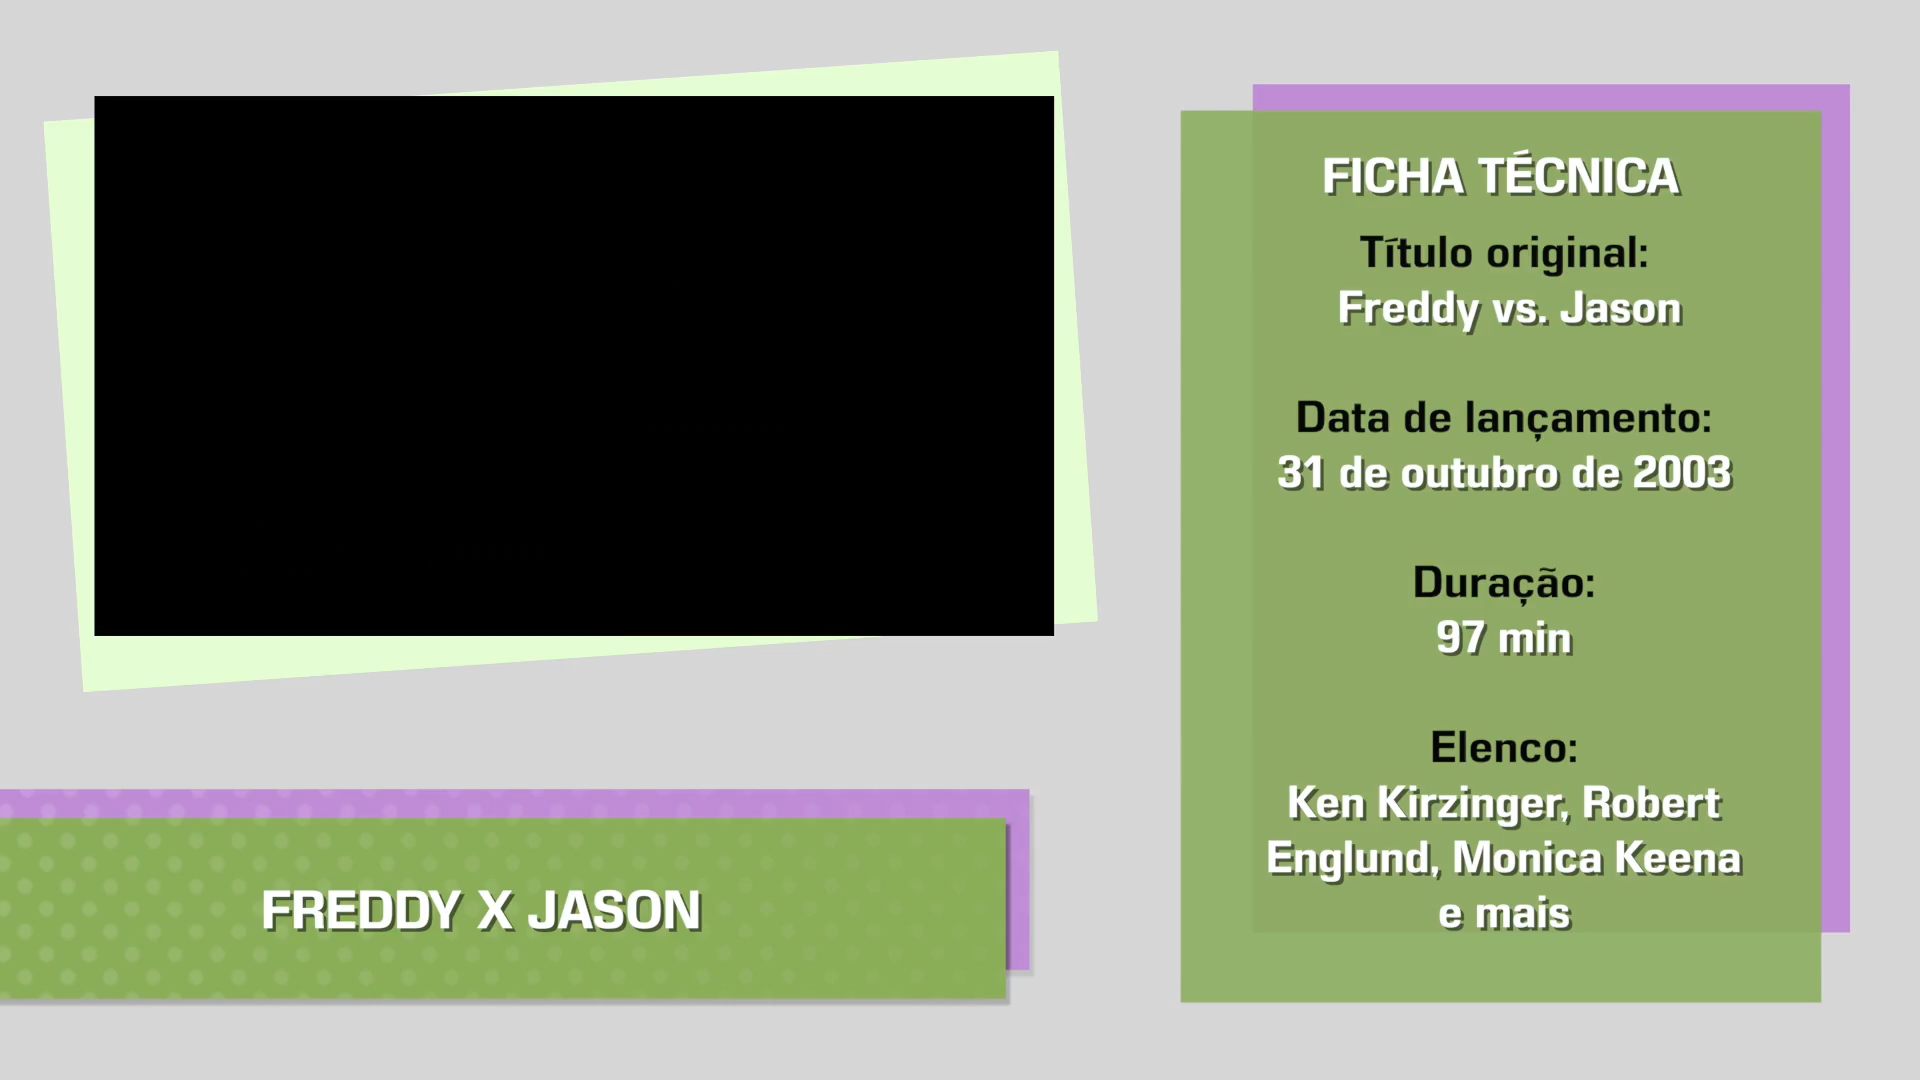 FICHA TÉCNICA
Título original:
Freddy vs. Jason
Data de lançamento:
31 de outubro de 2003
Duração:
97 min
Elenco:
Ken Kirzinger, Robert
Englund, Monica Keena
e mais
FREDDY X JASON